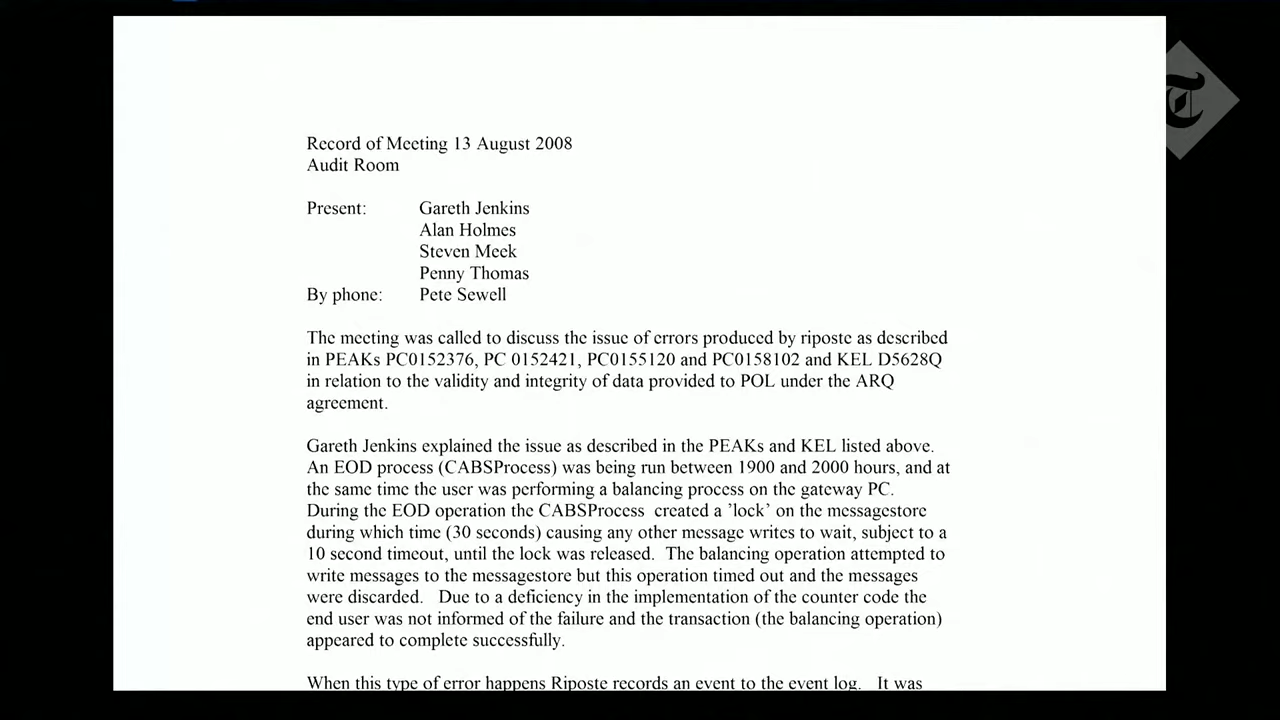 Record of Meeting 13 August 2008
Audit Room
Present: Gareth Jenkins
Alan Holmes
Steven Meek
Penny Thomas
By phone: Pete Sewell
The meeting was called to discuss the issue of errors produced by riposte as described
in PEAKs PC0152376, PC 0152421, PC0155120 and PC0158102 and KEL D5628Q
in relation to the validity and integrity of data provided to POL under the ARQ
agreement.
Gareth Jenkins explained the issue as described in the PEAKs and KEL listed above.
An EOD process (CABSProcess) was being run between 1900 and 2000 hours, and at
the same time the user was performing a balancing process on the gateway PC.
During the EOD operation the CABSProcess created a 'lock' on the messagestore
during which time (30 seconds) causing any other message writes to wait, subject to a
10 second timeout, until the lock was released. The balancing operation attempted to
write messages to the messagestore but this operation timed out and the messages
were discarded. Due to a deficiency in the implementation of the counter code the
end user was not informed of the failure and the transaction (the balancing operation)
appeared to complete successfully.
When this type of error happens Riposte records an event to the event log. It was
T